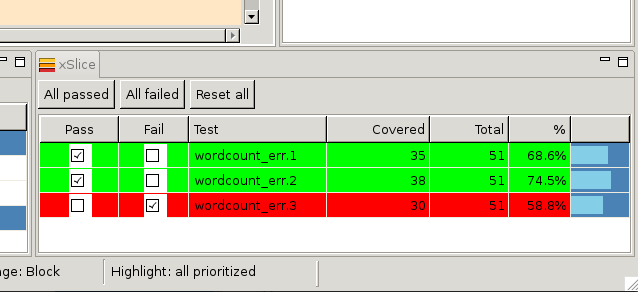 xSlice
All passed All failed Reset all
Pass Fail Test Covered Total %
wordcount_err.1 35 51 68.6%
wordcount_err.2 38 51 74.5%
wordcount_err.3 30 51 58.8%
ge: Block Highlight: all prioritized